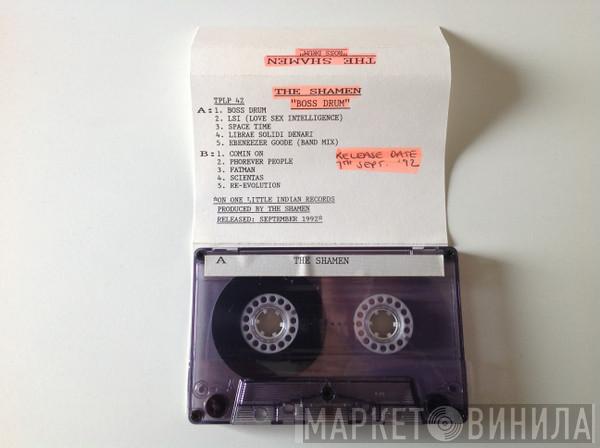 THE SHAMEN
"BOSS DRUM"
THE SHAMEN
"BOSS DRUM"
TPLP 42
A: 1. BOSS DRUM
2. LSI (LOVE SEX INTELLIGENCE)
3. SPACE TIME
4. LIBRAE SOLIDI DENARI
5. EBENEEZER GOODE (BAND MIX)
B: 1. COMIN ON
2. PHOREVER PEOPLE
3. FATMAN
4. SCIENTAS
5. RE-EVOLUTION
RELEASE DATE
7TH SEPT. '92
*ON ONE LITTLE INDIAN RECORDS
PRODUCED BY THE SHAMEN
RELEASED: SEPTEMBER 1992*
A THE SHAMEN
МАРКЕТ ВИНИЛА